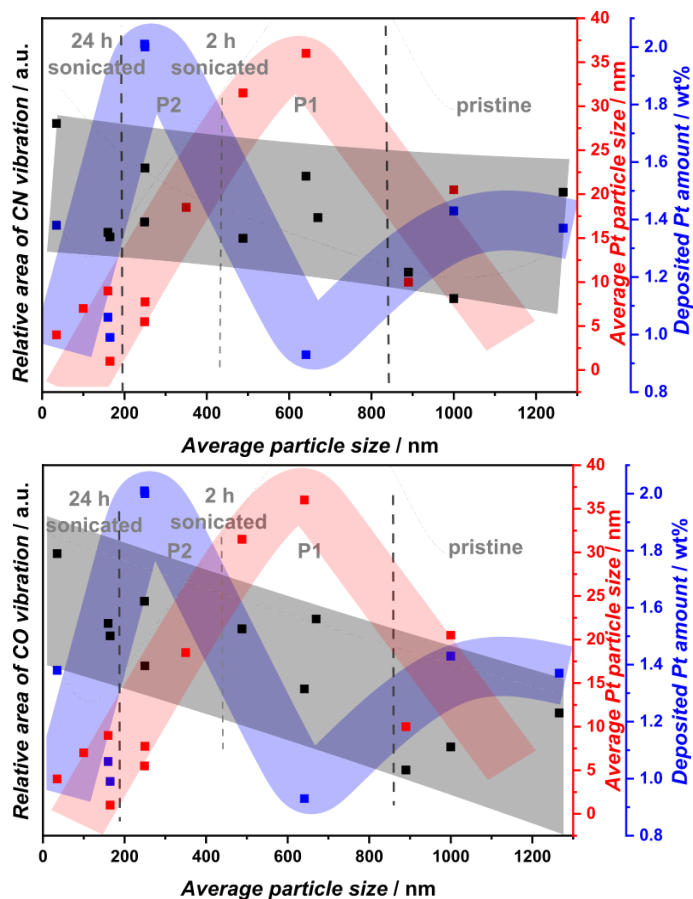 24 h
sonicated
2 h
sonicated
P2
P1
pristine
Relative area of CN vibration / a.u.
40
35
30
25
20
15
10
5
0
Average Pt particle size / nm
2.0
1.8
1.6
1.4
1.2
1.0
0.8
Deposited Pt amount / wt%
0 200 400 600 800 1000 1200
Average particle size / nm
24 h
sonicated
2 h
sonicated
P2
P1
pristine
Relative area of CO vibration / a.u.
40
35
30
25
20
15
10
5
0
Average Pt particle size / nm
2.0
1.8
1.6
1.4
1.2
1.0
0.8
Deposited Pt amount / wt%
0 200 400 600 800 1000 1200
Average particle size / nm